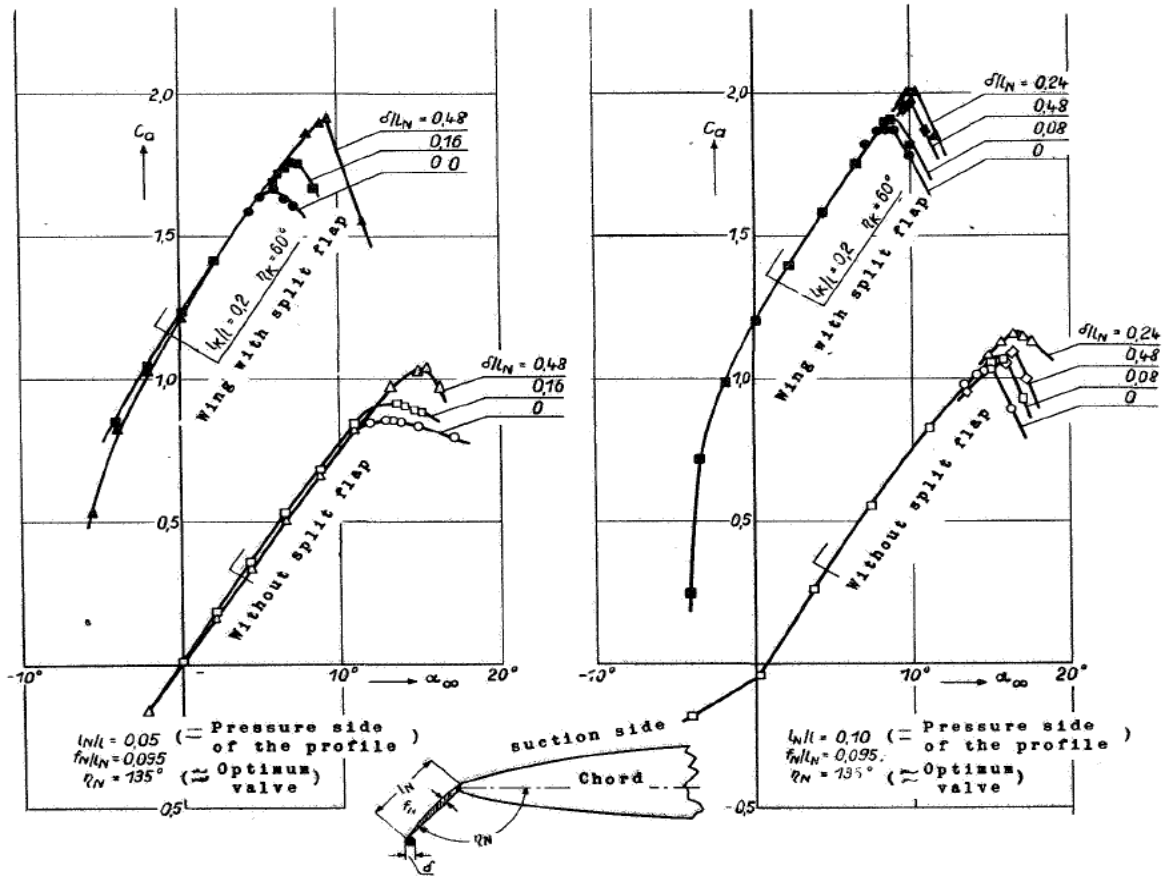 2,0
Ca
δ/lN = 0,48
0,16
0 0
1,5
lK/l = 0,2 ηK = 60°
Wing with split flap
1,0
δ/lN = 0,48
0,16
0
0,5
Without split flap
-10° 0° 10° 20°
α∞
lN/l = 0,05 (= Pressure side
of the profile )
fN/lN = 0,095
ηN = 135° (≈ Optimum
valve )
-0,5
2,0
Ca
δ/lN = 0,24
0,48
0,08
0
1,5
lK/l = 0,2 ηK = 60°
Wing with split flap
1,0
δ/lN = 0,24
0,48
0,08
0
0,5
Without split flap
-10° 0° 10° 20°
α∞
lN/l = 0,10 (= Pressure side
of the profile )
fN/lN = 0,095
ηN = 135° (≈ Optimum
valve )
-0,5
suction side
Chord
lN
fN
ηN
δ